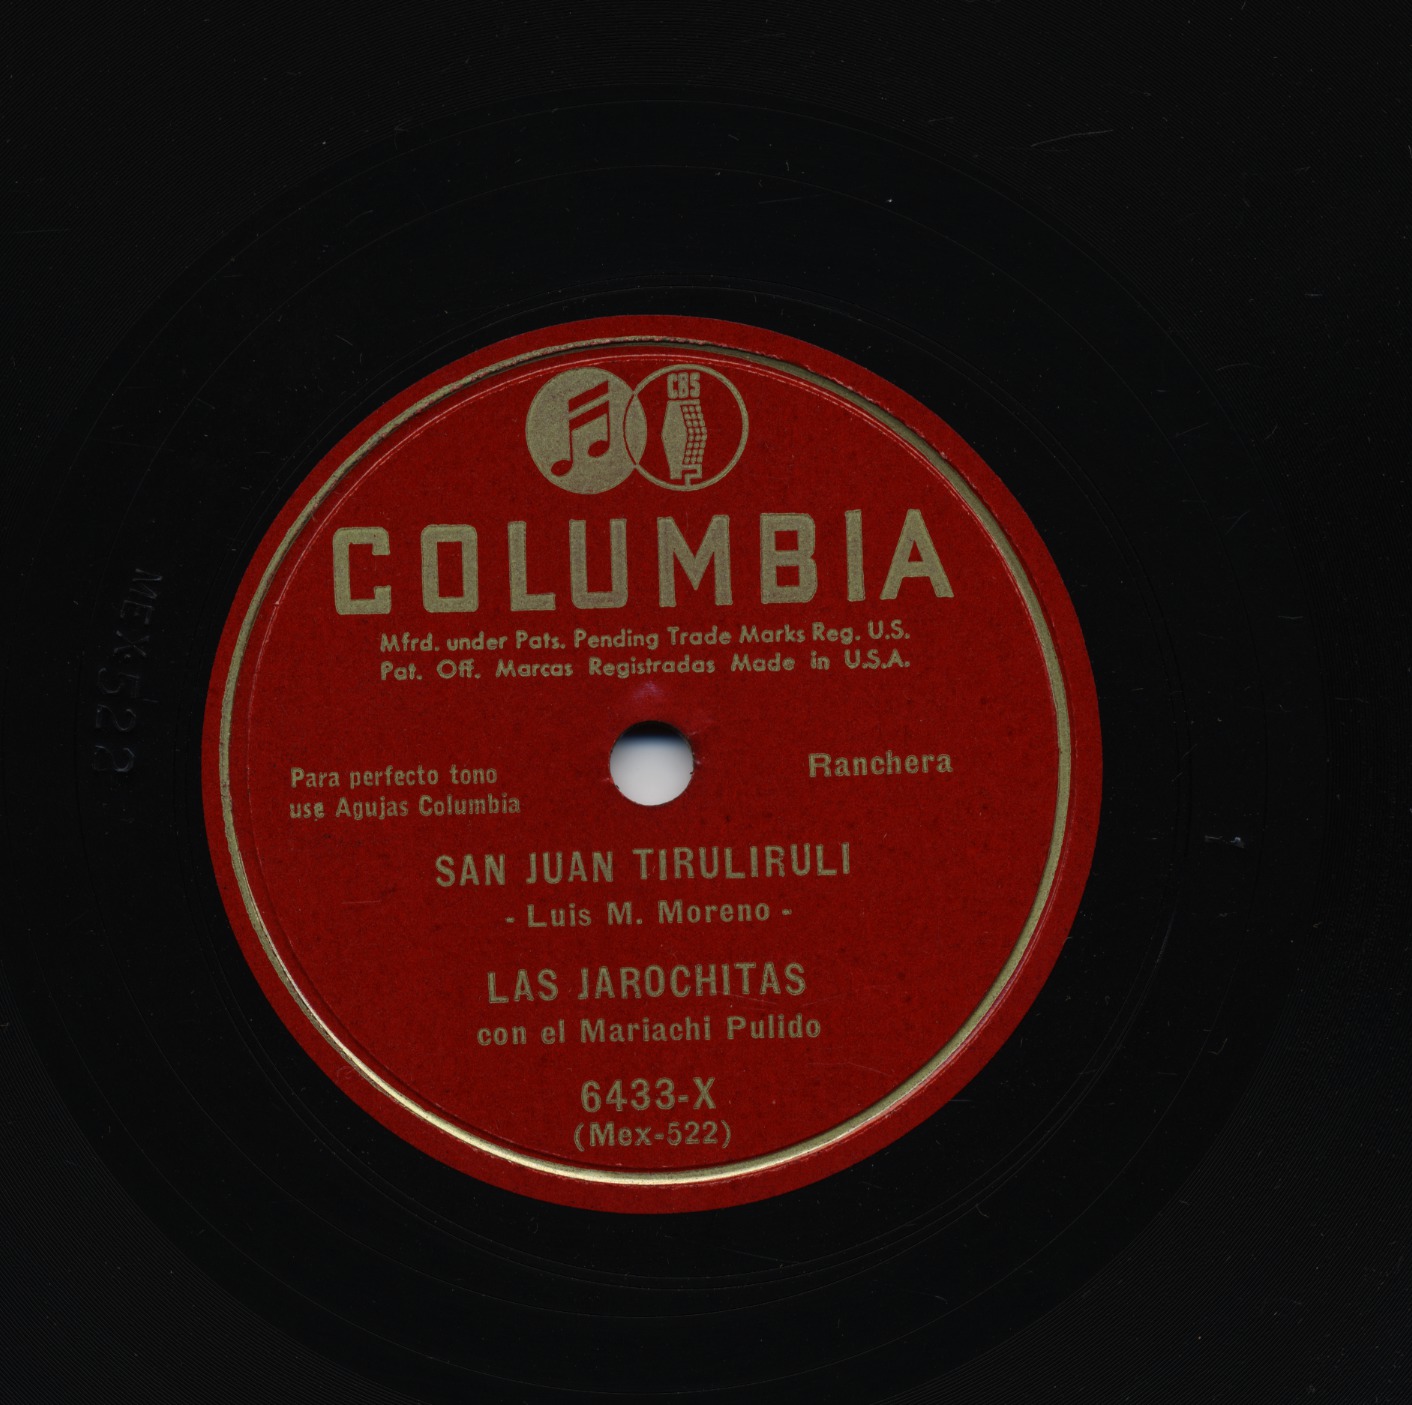 CBS
COLUMBIA
Mfrd. under Pats. Pending Trade Marks Reg. U.S.
Pat. Off. Marcas Registradas Made in U.S.A.
Para perfecto tono
use Agujas Columbia
Ranchera
SAN JUAN TIRULIRULI
- Luis M. Moreno -
LAS JAROCHITAS
con el Mariachi Pulido
6433-X
(Mex-522)
MEX-522